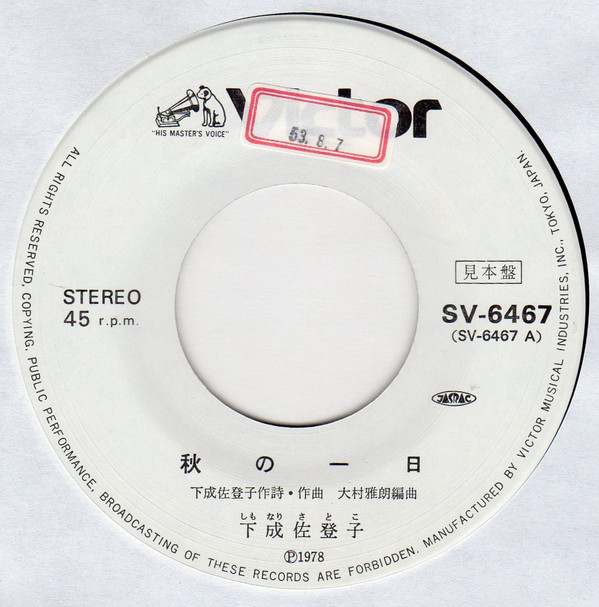 Victor
"HIS MASTER'S VOICE"
53. 8. 7
見本盤
STEREO
45 r.p.m.
SV-6467
(SV-6467 A)
JASRAC
秋の一日
下成佐登子作詩・作曲 大村雅朗編曲
しも なり さ と こ
下成佐登子
Ⓟ1978
ALL RIGHTS RESERVED, COPYING, PUBLIC PERFORMANCE, BROADCASTING OF THESE RECORDS ARE FORBIDDEN. MANUFACTURED BY VICTOR MUSICAL INDUSTRIES, INC., TOKYO, JAPAN.